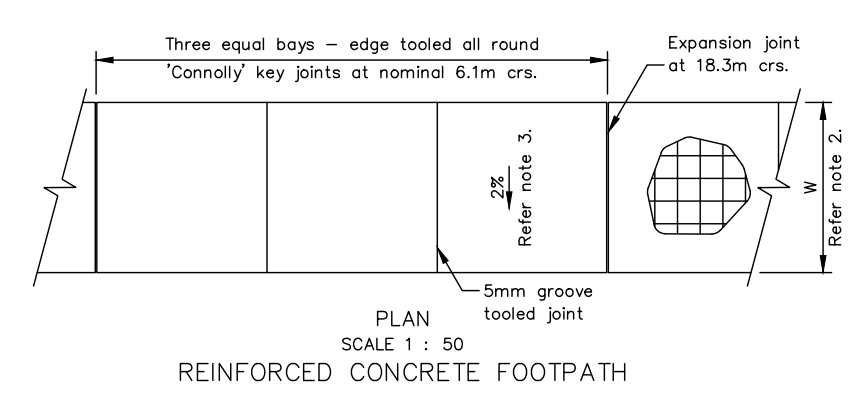 Three equal bays – edge tooled all round
'Connolly' key joints at nominal 6.1m crs.
Expansion joint
at 18.3m crs.
2%
Refer note 3.
W
Refer note 2.
5mm groove
tooled joint
PLAN
SCALE 1 : 50
REINFORCED CONCRETE FOOTPATH